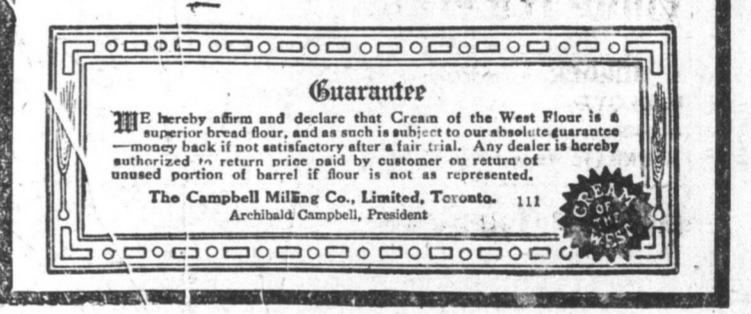 Guarantee
WE hereby affirm and declare that Cream of the West Flour is a
superior bread flour, and as such is subject to our absolute guarantee
—money back if not satisfactory after a fair trial. Any dealer is hereby
authorized to return price paid by customer on return of
unused portion of barrel if flour is not as represented.
The Campbell Milling Co., Limited, Toronto. 111
Archibald Campbell, President
CREAM
OF
THE
WEST